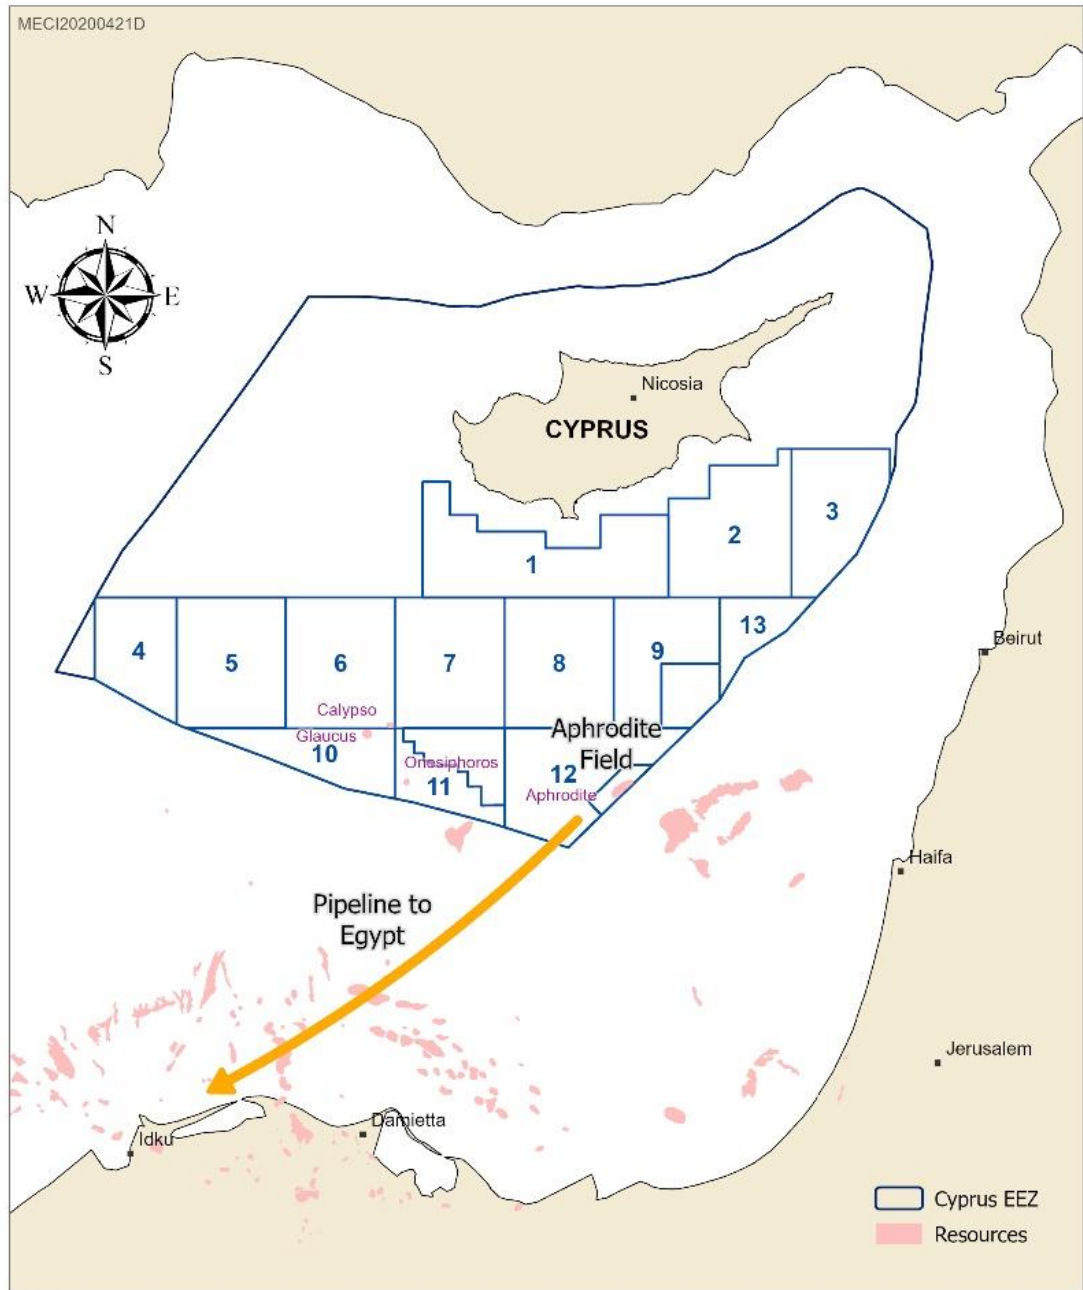 MECI20200421D
N
W
E
S
Nicosia
CYPRUS
3
2
1
13
Beirut
4
5
6
7
8
9
Calypso
Glaucus
10
Aphrodite
Field
Onesiphoros
11
12
Aphrodite
Haifa
Pipeline to
Egypt
Jerusalem
Damietta
Idku
Cyprus EEZ
Resources